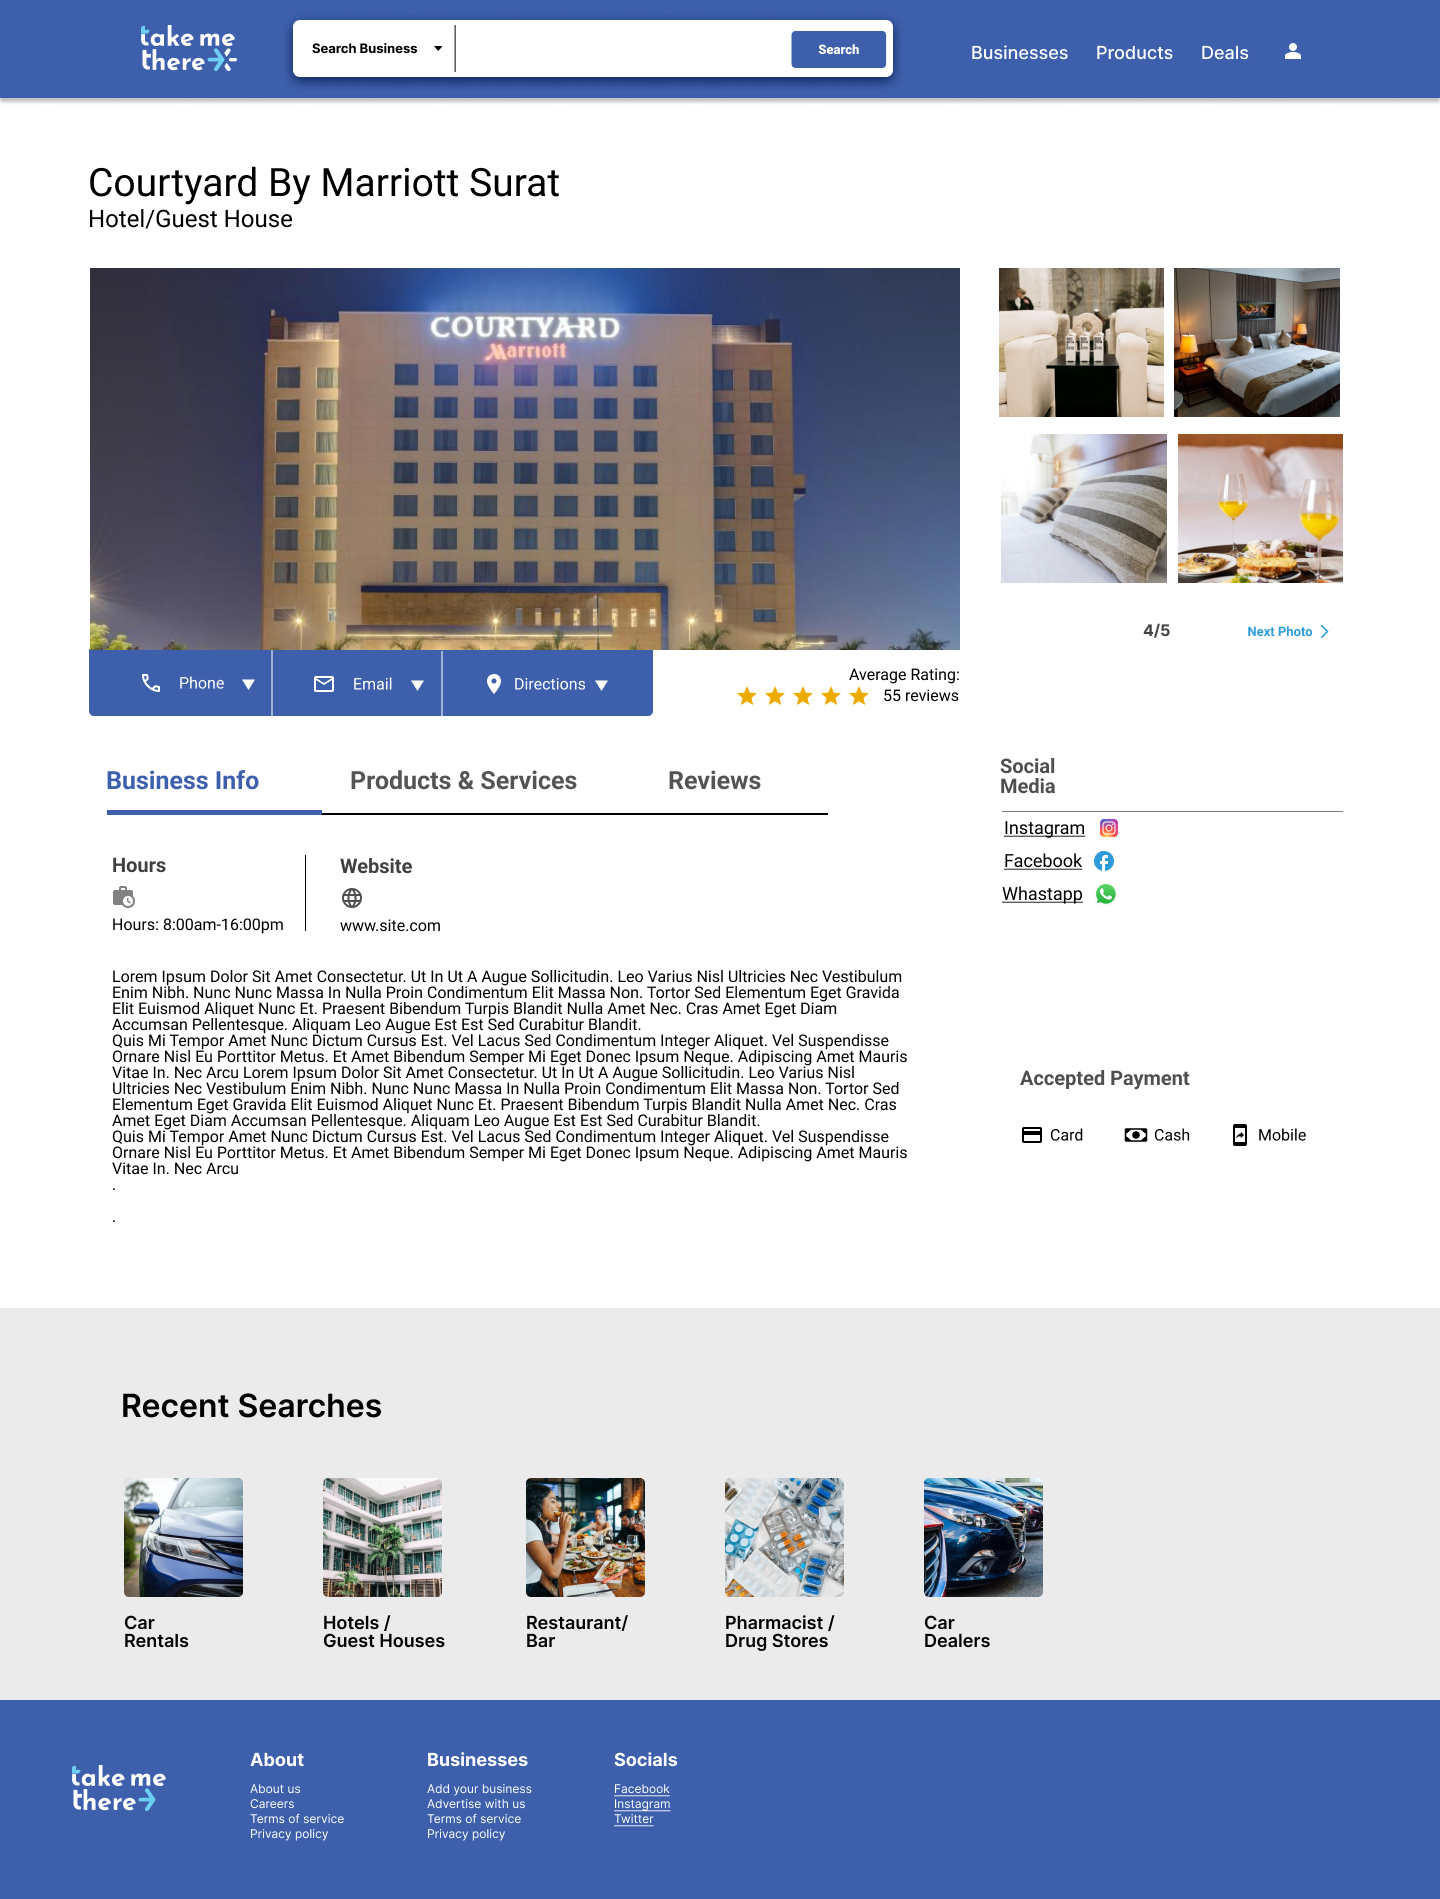 take me
there
Search Business
Search
Businesses Products Deals
Courtyard By Marriott Surat
Hotel/Guest House
COURTYARD
Marriott
4/5
Next Photo
Phone
Email
Directions
Average Rating:
55 reviews
Business Info
Products & Services
Reviews
Social
Media
Instagram
Facebook
Whastapp
Hours
Hours: 8:00am-16:00pm
Website
www.site.com
Lorem Ipsum Dolor Sit Amet Consectetur. Ut In Ut A Augue Sollicitudin. Leo Varius Nisl Ultricies Nec Vestibulum
Enim Nibh. Nunc Nunc Massa In Nulla Proin Condimentum Elit Massa Non. Tortor Sed Elementum Eget Gravida
Elit Euismod Aliquet Nunc Et. Praesent Bibendum Turpis Blandit Nulla Amet Nec. Cras Amet Eget Diam
Accumsan Pellentesque. Aliquam Leo Augue Est Est Sed Curabitur Blandit.
Quis Mi Tempor Amet Nunc Dictum Cursus Est. Vel Lacus Sed Condimentum Integer Aliquet. Vel Suspendisse
Ornare Nisl Eu Porttitor Metus. Et Amet Bibendum Semper Mi Eget Donec Ipsum Neque. Adipiscing Amet Mauris
Vitae In. Nec Arcu Lorem Ipsum Dolor Sit Amet Consectetur. Ut In Ut A Augue Sollicitudin. Leo Varius Nisl
Ultricies Nec Vestibulum Enim Nibh. Nunc Nunc Massa In Nulla Proin Condimentum Elit Massa Non. Tortor Sed
Elementum Eget Gravida Elit Euismod Aliquet Nunc Et. Praesent Bibendum Turpis Blandit Nulla Amet Nec. Cras
Amet Eget Diam Accumsan Pellentesque. Aliquam Leo Augue Est Est Sed Curabitur Blandit.
Quis Mi Tempor Amet Nunc Dictum Cursus Est. Vel Lacus Sed Condimentum Integer Aliquet. Vel Suspendisse
Ornare Nisl Eu Porttitor Metus. Et Amet Bibendum Semper Mi Eget Donec Ipsum Neque. Adipiscing Amet Mauris
Vitae In. Nec Arcu
.
.
Accepted Payment
Card
Cash
Mobile
Recent Searches
Car
Rentals
Hotels /
Guest Houses
Restaurant/
Bar
Pharmacist /
Drug Stores
Car
Dealers
take me
there
About
About us
Careers
Terms of service
Privacy policy
Businesses
Add your business
Advertise with us
Terms of service
Privacy policy
Socials
Facebook
Instagram
Twitter